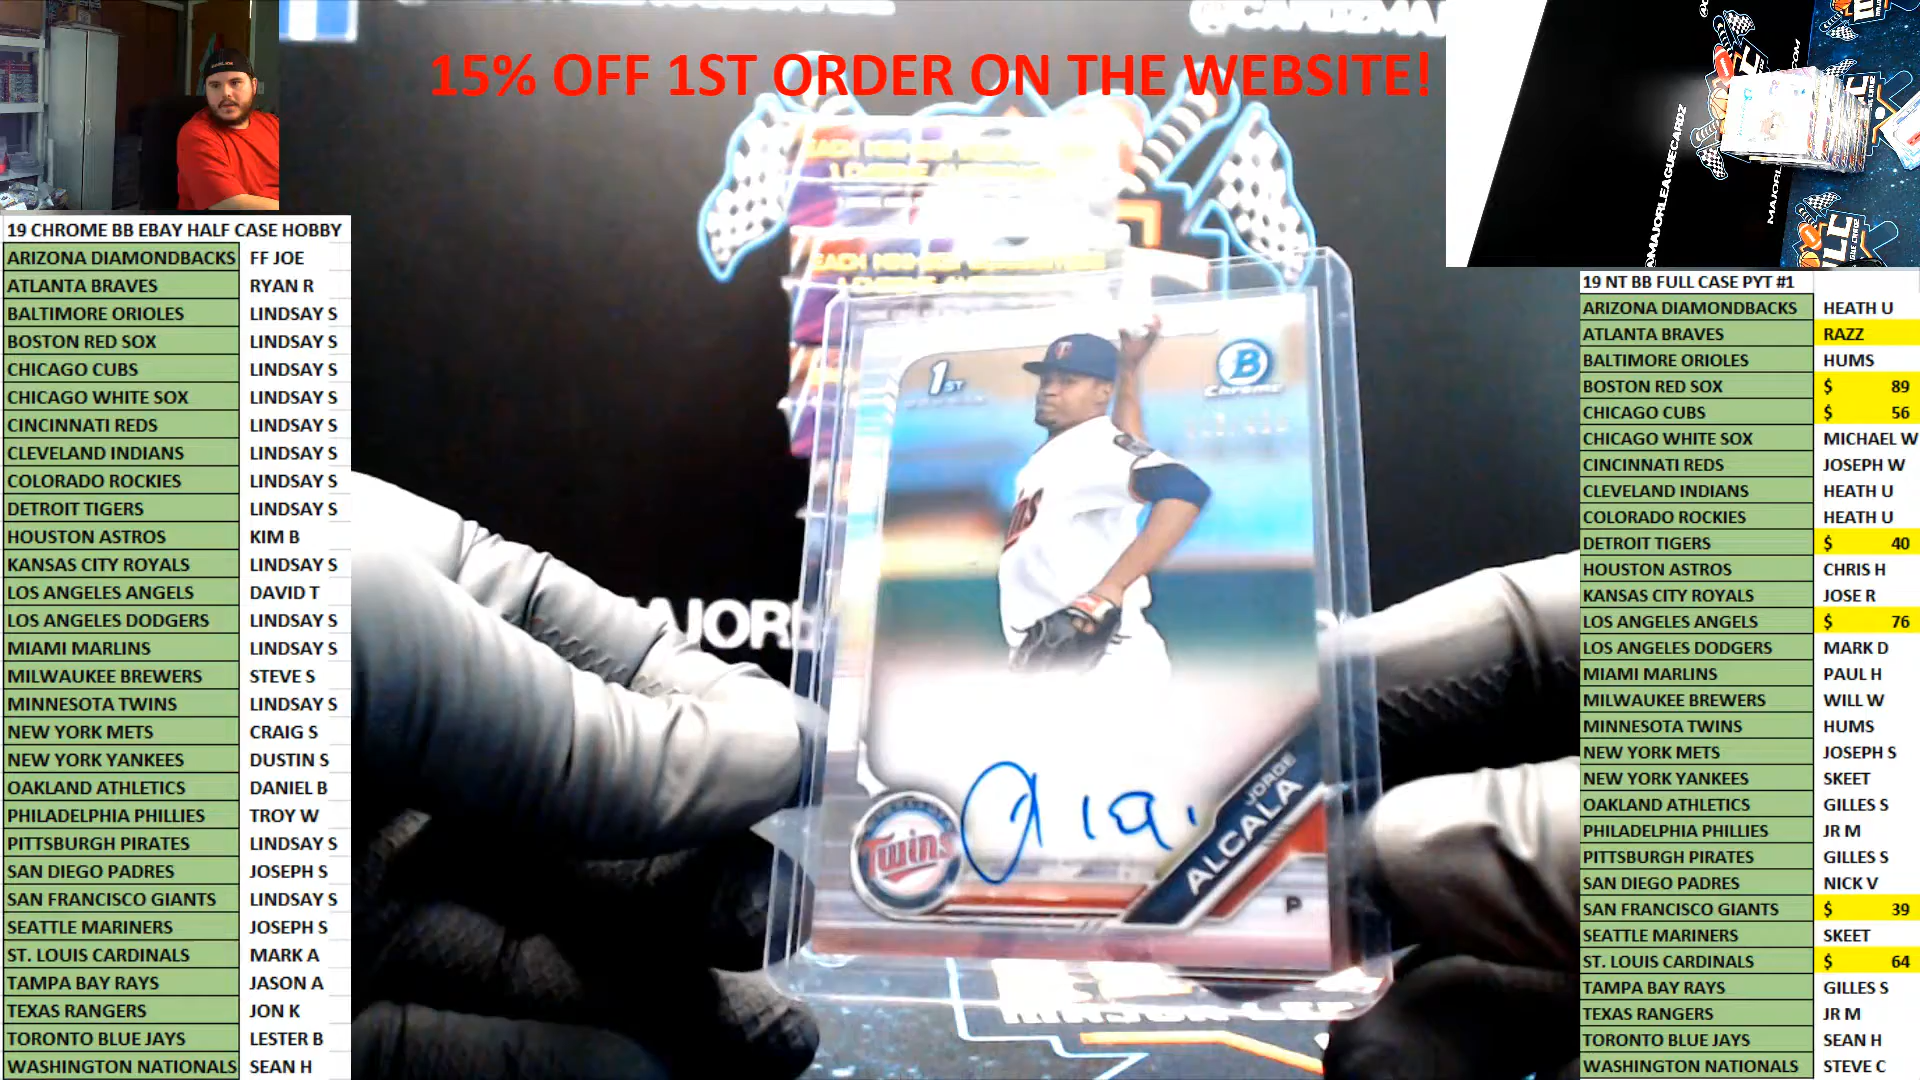 @CARDZMA
15% OFF 1ST ORDER ON THE WEBSITE!
19 CHROME BB EBAY HALF CASE HOBBY
ARIZONA DIAMONDBACKS FF JOE
ATLANTA BRAVES RYAN R
BALTIMORE ORIOLES LINDSAY S
BOSTON RED SOX LINDSAY S
CHICAGO CUBS LINDSAY S
CHICAGO WHITE SOX LINDSAY S
CINCINNATI REDS LINDSAY S
CLEVELAND INDIANS LINDSAY S
COLORADO ROCKIES LINDSAY S
DETROIT TIGERS LINDSAY S
HOUSTON ASTROS KIM B
KANSAS CITY ROYALS LINDSAY S
LOS ANGELES ANGELS DAVID T
LOS ANGELES DODGERS LINDSAY S
MIAMI MARLINS LINDSAY S
MILWAUKEE BREWERS STEVE S
MINNESOTA TWINS LINDSAY S
NEW YORK METS CRAIG S
NEW YORK YANKEES DUSTIN S
OAKLAND ATHLETICS DANIEL B
PHILADELPHIA PHILLIES TROY W
PITTSBURGH PIRATES LINDSAY S
SAN DIEGO PADRES JOSEPH S
SAN FRANCISCO GIANTS LINDSAY S
SEATTLE MARINERS JOSEPH S
ST. LOUIS CARDINALS MARK A
TAMPA BAY RAYS JASON A
TEXAS RANGERS JON K
TORONTO BLUE JAYS LESTER B
WASHINGTON NATIONALS SEAN H
1ST
B
CHROME
MAJORL
Twins
JORGE
ALCALA
P
@MAJORLEAGUECARDZ
MLC
19 NT BB FULL CASE PYT #1
ARIZONA DIAMONDBACKS HEATH U
ATLANTA BRAVES RAZZ
BALTIMORE ORIOLES HUMS
BOSTON RED SOX $ 89
CHICAGO CUBS $ 56
CHICAGO WHITE SOX MICHAEL W
CINCINNATI REDS JOSEPH W
CLEVELAND INDIANS HEATH U
COLORADO ROCKIES HEATH U
DETROIT TIGERS $ 40
HOUSTON ASTROS CHRIS H
KANSAS CITY ROYALS JOSE R
LOS ANGELES ANGELS $ 76
LOS ANGELES DODGERS MARK D
MIAMI MARLINS PAUL H
MILWAUKEE BREWERS WILL W
MINNESOTA TWINS HUMS
NEW YORK METS JOSEPH S
NEW YORK YANKEES SKEET
OAKLAND ATHLETICS GILLES S
PHILADELPHIA PHILLIES JR M
PITTSBURGH PIRATES GILLES S
SAN DIEGO PADRES NICK V
SAN FRANCISCO GIANTS $ 39
SEATTLE MARINERS SKEET
ST. LOUIS CARDINALS $ 64
TAMPA BAY RAYS GILLES S
TEXAS RANGERS JR M
TORONTO BLUE JAYS SEAN H
WASHINGTON NATIONALS STEVE C